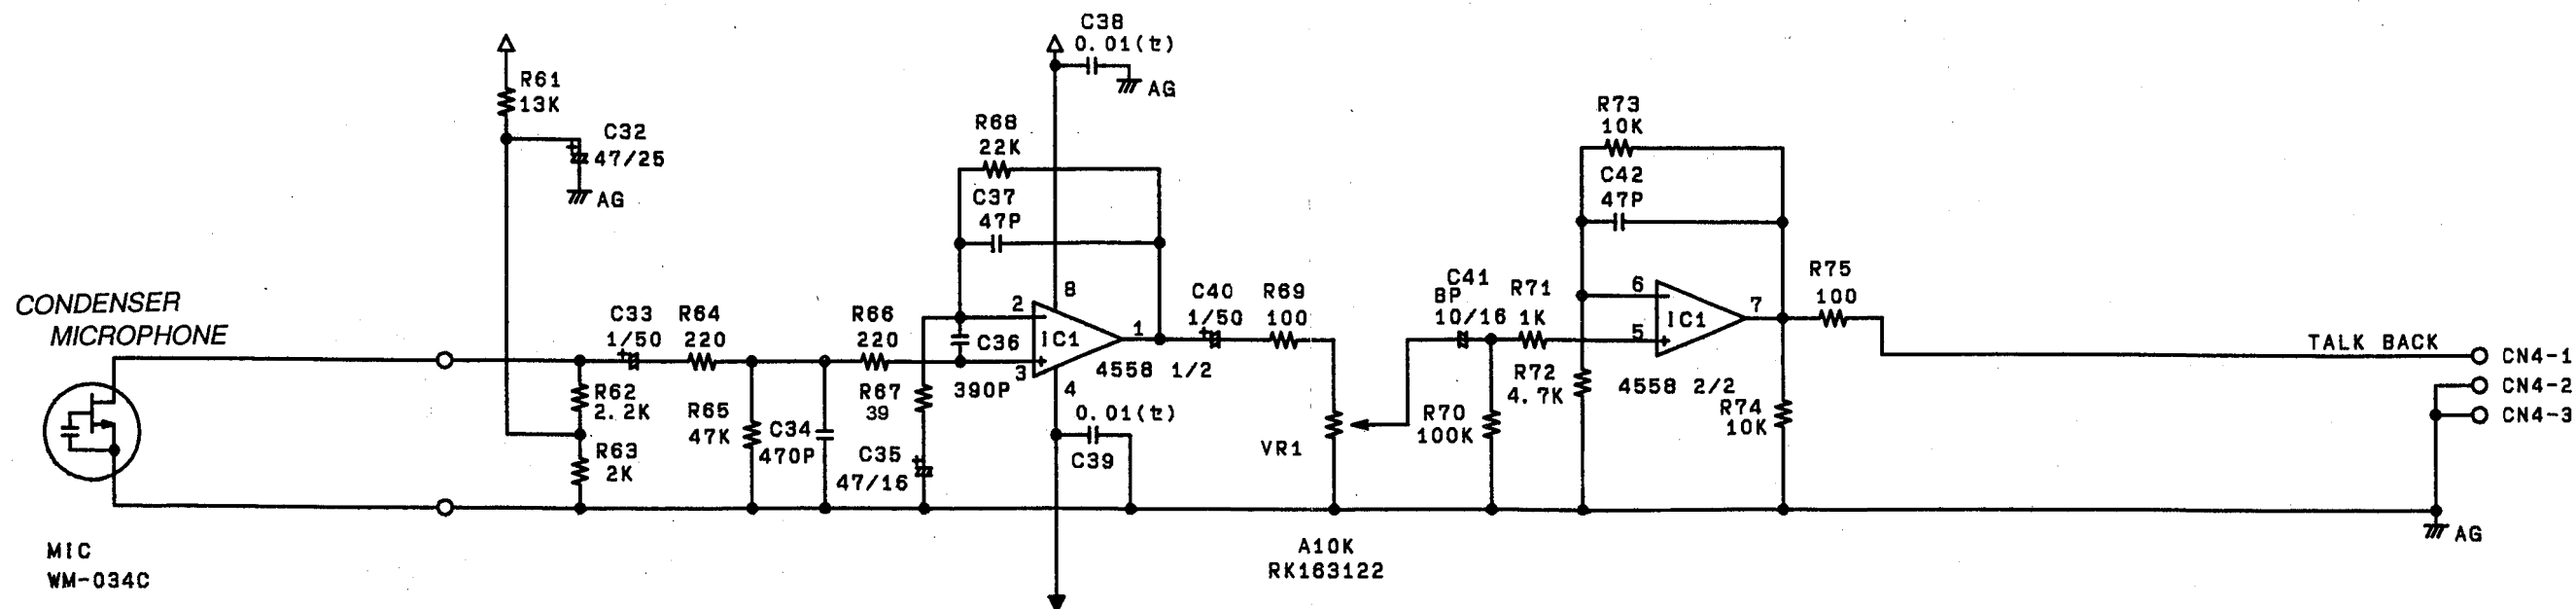 C38
0.01(セ)
AG
R61
13K
C32
47/25
AG
R68
22K
C37
47P
R73
10K
C42
47P
CONDENSER
MICROPHONE
C33
1/50
R64
220
R66
220
2
8
IC1
1
3
4
C36
390P
4558 1/2
C40
1/50
R69
100
C41
BP
10/16
R71
1K
6
IC1
7
5
4558 2/2
R75
100
TALK BACK
CN4-1
CN4-2
CN4-3
R62
2.2K
R63
2K
R65
47K
C34
470P
R67
39
C35
47/16
0.01(セ)
C39
VR1
R70
100K
R72
4.7K
R74
10K
AG
MIC
WM-034C
A10K
RK163122